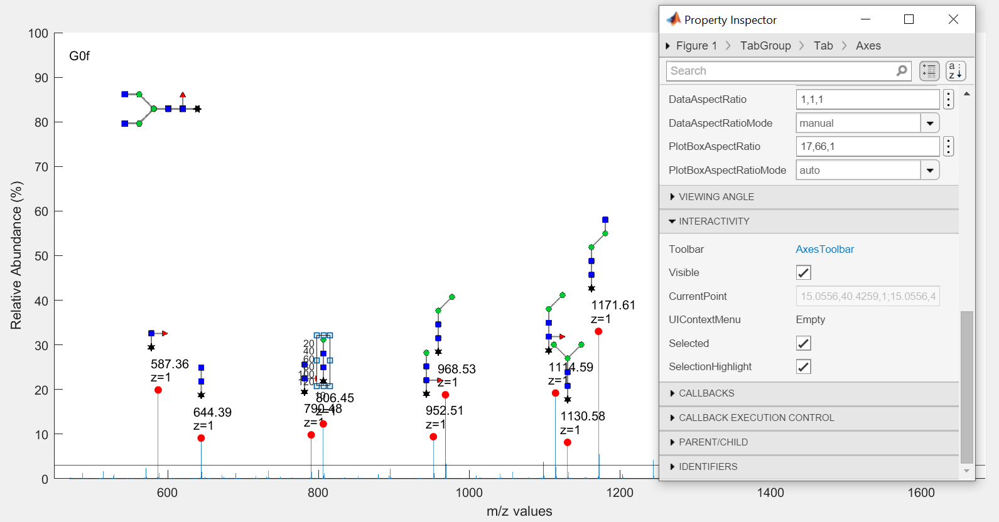 100
90
80
70
60
50
40
30
20
10
0
Relative Abundance (%)
G0f
587.36
z=1
644.39
z=1
20
40
60
80
100
120
10
806.45
z=1
790.48
z=1
968.53
z=1
952.51
z=1
1114.59
z=1
1130.58
z=1
1171.61
z=1
600
800
1000
1200
1400
1600
m/z values
Property Inspector
Figure 1 TabGroup Tab Axes
Search
a z
DataAspectRatio 1,1,1
DataAspectRatioMode manual
PlotBoxAspectRatio 17,66,1
PlotBoxAspectRatioMode auto
VIEWING ANGLE
INTERACTIVITY
Toolbar AxesToolbar
Visible
CurrentPoint 15.0556,40.4259,1;15.0556,4
UIContextMenu Empty
Selected
SelectionHighlight
CALLBACKS
CALLBACK EXECUTION CONTROL
PARENT/CHILD
IDENTIFIERS